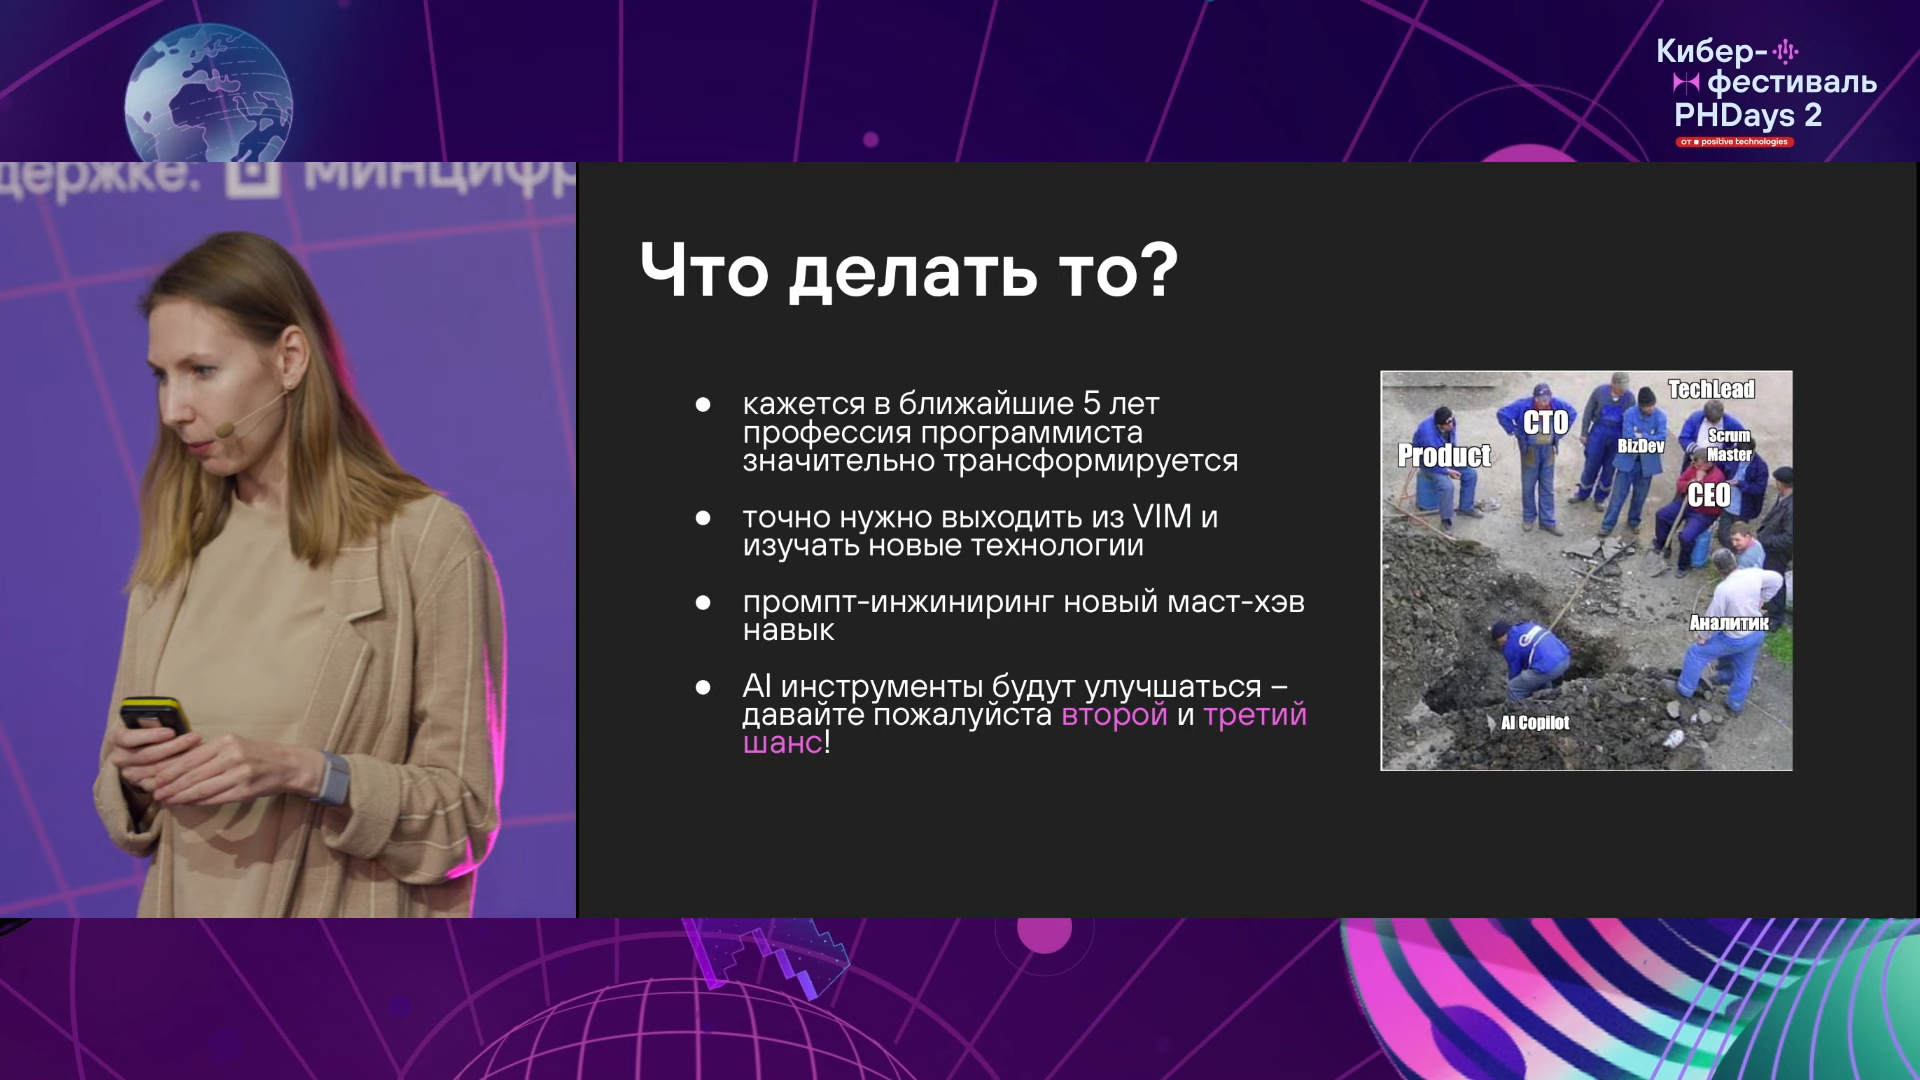 Кибер-
фестиваль
PHDays 2
от positive technologies
держке:
минцифр
Что делать то?
● кажется в ближайшие 5 лет
профессия программиста
значительно трансформируется
● точно нужно выходить из VIM и
изучать новые технологии
● промпт-инжиниринг новый маст-хэв
навык
● AI инструменты будут улучшаться –
давайте пожалуйста второй и третий
шанс!
TechLead
CTO
Product
BizDev
Scrum
Master
CEO
Аналитик
AI Copilot